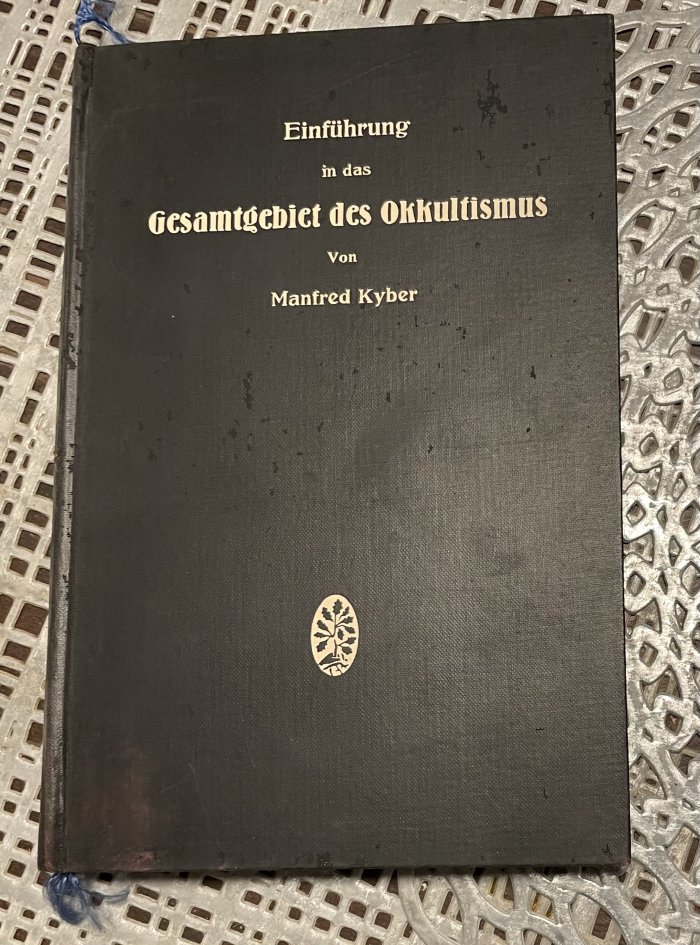 Einführung
in das
Gesamtgebiet des Okkultismus
Von
Manfred Kyber